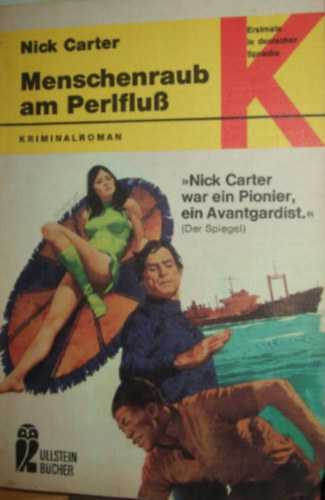 Nick Carter
Menschenraub
am Perlfluß
KRIMINALROMAN
K
Erstmals
in deutscher
Sprache
»Nick Carter
war ein Pionier,
ein Avantgardist.«
(Der Spiegel)
ULLSTEIN
BÜCHER